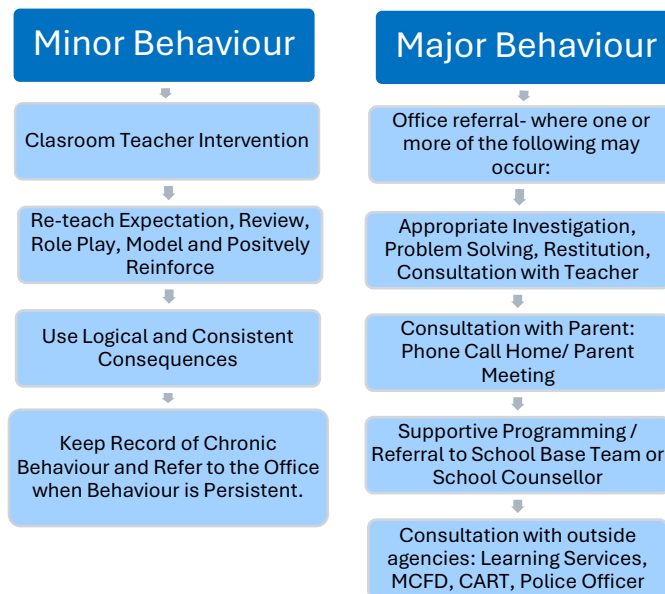 Minor Behaviour
Clasroom Teacher Intervention
Re-teach Expectation, Review,
Role Play, Model and Positvely
Reinforce
Use Logical and Consistent
Consequences
Keep Record of Chronic
Behaviour and Refer to the Office
when Behaviour is Persistent.
Major Behaviour
Office referral- where one or
more of the following may
occur:
Appropriate Investigation,
Problem Solving, Restitution,
Consultation with Teacher
Consultation with Parent:
Phone Call Home/ Parent
Meeting
Supportive Programming /
Referral to School Base Team or
School Counsellor
Consultation with outside
agencies: Learning Services,
MCFD, CART, Police Officer